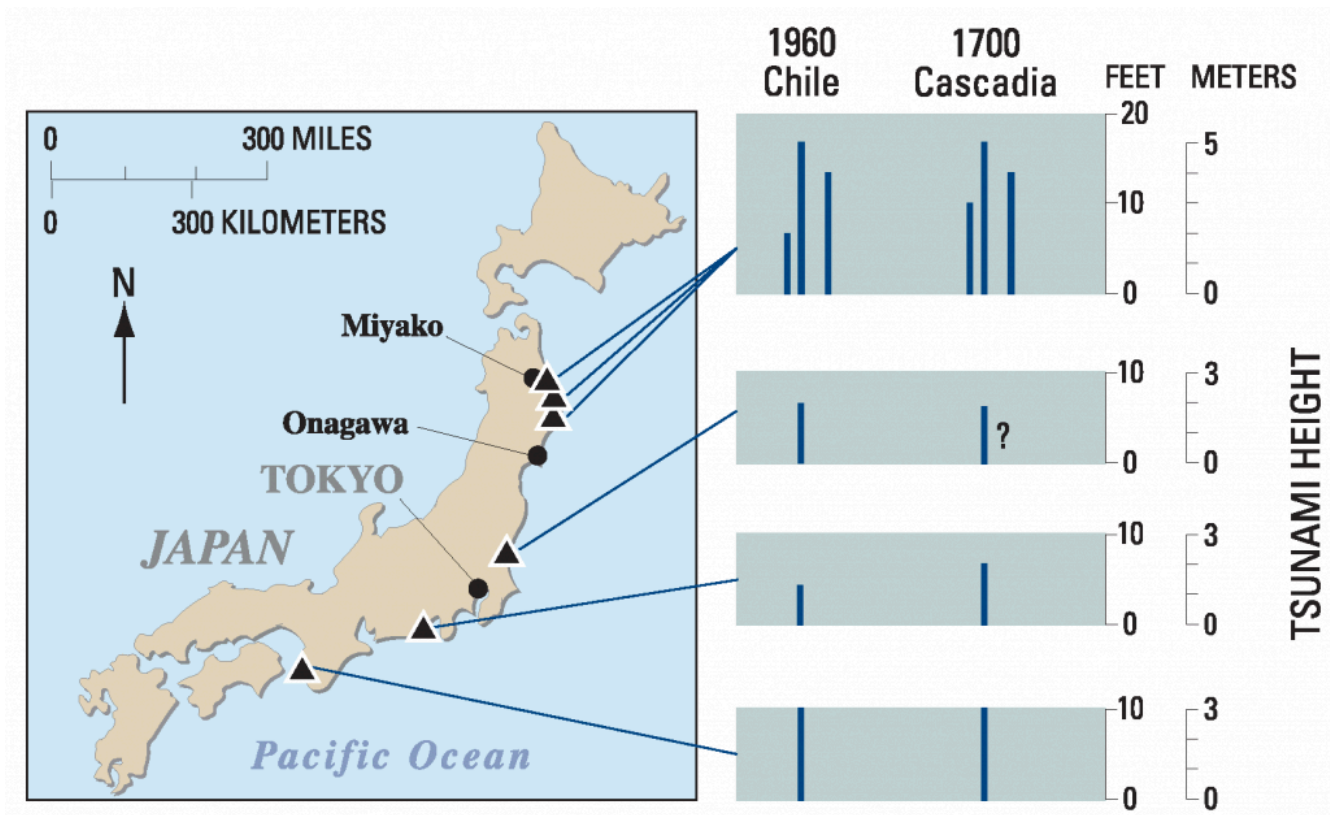 1960
Chile
1700
Cascadia
FEET METERS
0 300 MILES
0 300 KILOMETERS
N
Miyako
Onagawa
TOKYO
JAPAN
Pacific Ocean
20
10
0
5
0
?
10
0
3
0
10
0
3
0
10
0
3
0
TSUNAMI HEIGHT